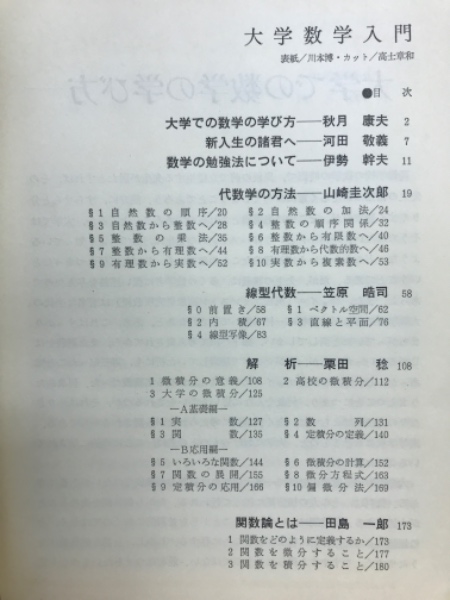 大学数学入門
表紙/川本博・カット/高土章和
●目 次
大学での数学の学び方——秋月 康夫 2
新入生の諸君へ——河田 敬義 7
数学の勉強法について——伊勢 幹夫 11
代数学の方法——山崎圭次郎 19
§1 自然数の順序/20 §2 自然数の加法/24
§3 自然数から整数へ/28 §4 整数の順序関係/32
§5 整数の乗法/35 §6 整数から有限数へ/40
§7 整数から有理数へ/44 §8 有理数から代数的数へ/46
§9 有理数から実数へ/52 §10 実数から複素数へ/53
線型代数——笠原 晧司 58
§0 前置き/58 §1 ベクトル空間/62
§2 内積/67 §3 直線と平面/76
§4 線型写像/83
解 析——栗田 稔 108
1 微積分の意義/108 2 高校の微積分/112
3 大学の微積分/125
—A基礎編—
§1 実数/127 §2 数列/131
§3 関数/135 §4 定積分の定義/140
—B応用編—
§5 いろいろな関数/144 §6 微積分の計算/152
§7 関数の展開/155 §8 微分方程式/163
§9 定積分の応用/166 §10 偏微分法/169
関数論とは——田島 一郎 173
1 関数をどのように定義するか/173
2 関数を微分すること/177
3 関数を積分すること/180